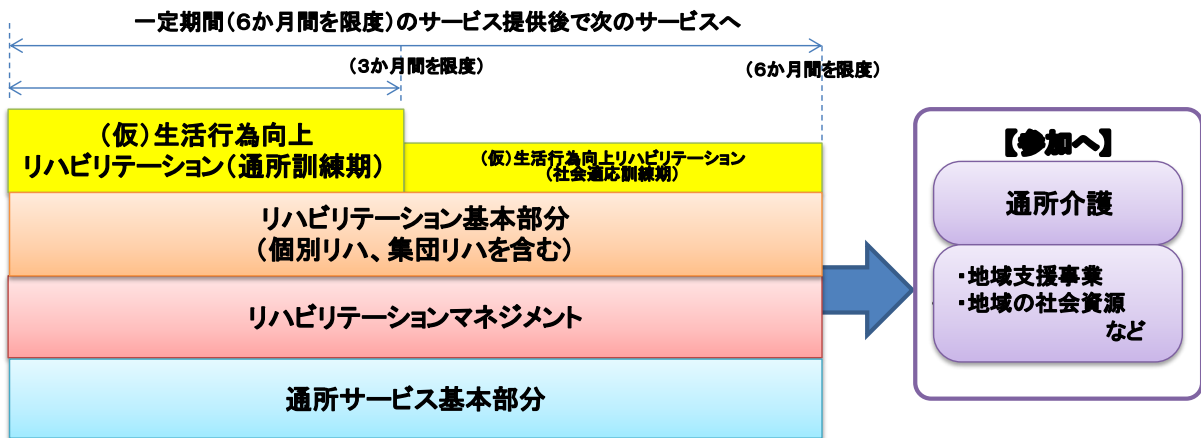 一定期間(6か月間を限度)のサービス提供後で次のサービスへ
(3か月間を限度)
(6か月間を限度)
(仮)生活行為向上
リハビリテーション(通所訓練期)
(仮)生活行為向上リハビリテーション
(社会適応訓練期)
リハビリテーション基本部分
(個別リハ、集団リハを含む)
リハビリテーションマネジメント
通所サービス基本部分
【参加へ】
通所介護
・地域支援事業
・地域の社会資源
など